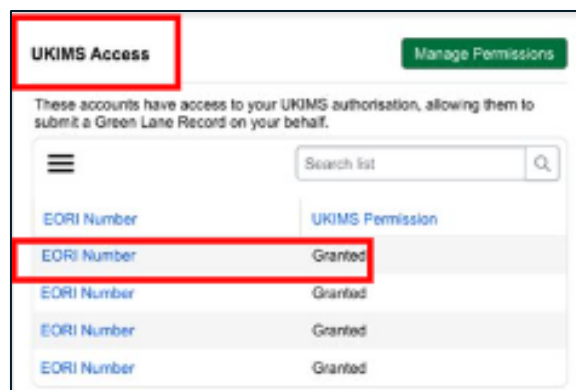 UKIMS Access
Manage Permissions
These accounts have access to your UKIMS authorisation, allowing them to
submit a Green Lane Record on your behalf.
Search list
EORI Number UKIMS Permission
EORI Number Granted
EORI Number Granted
EORI Number Granted
EORI Number Granted